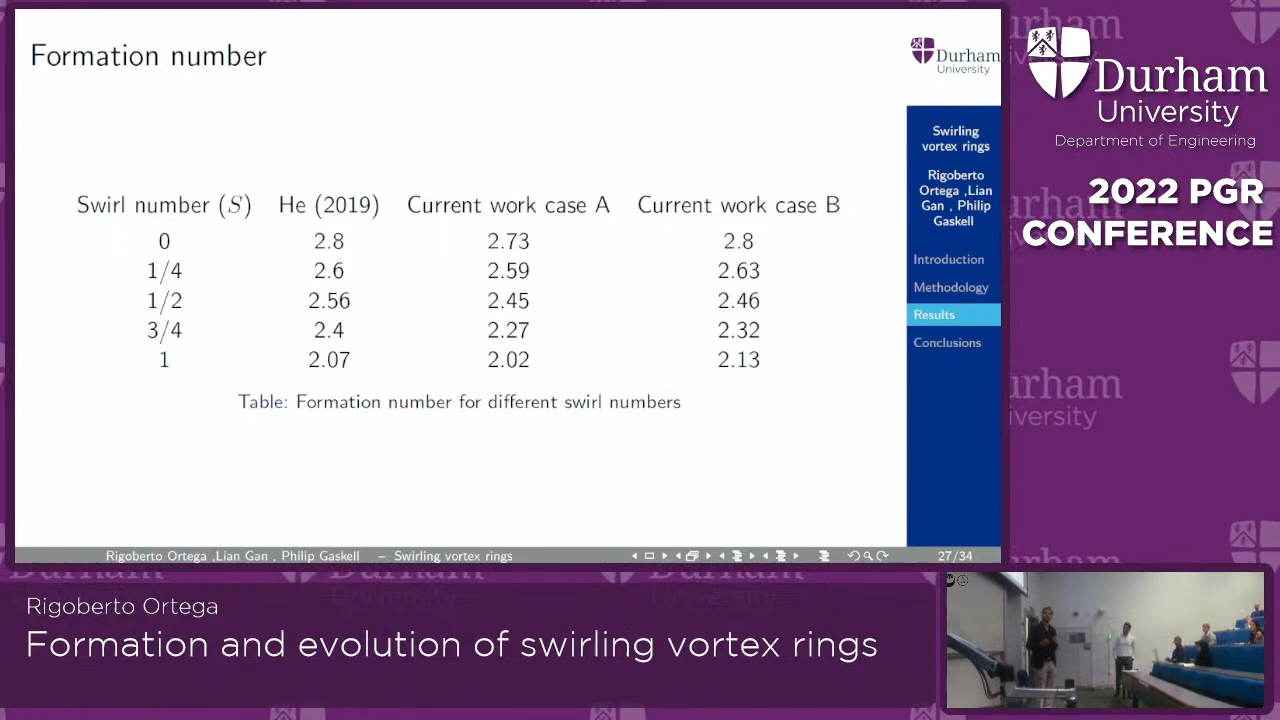 Formation number
Durham
University
Swirling
vortex rings
Rigoberto
Ortega ,Lian
Gan , Philip
Gaskell
Introduction
Methodology
Results
Conclusions
Swirl number (S) He (2019) Current work case A Current work case B
0 2.8 2.73 2.8
1/4 2.6 2.59 2.63
1/2 2.56 2.45 2.46
3/4 2.4 2.27 2.32
1 2.07 2.02 2.13
Table: Formation number for different swirl numbers
Rigoberto Ortega ,Lian Gan , Philip Gaskell – Swirling vortex rings 27/34
Durham
University
Department of Engineering
2022 PGR
CONFERENCE
Rigoberto Ortega
Formation and evolution of swirling vortex rings